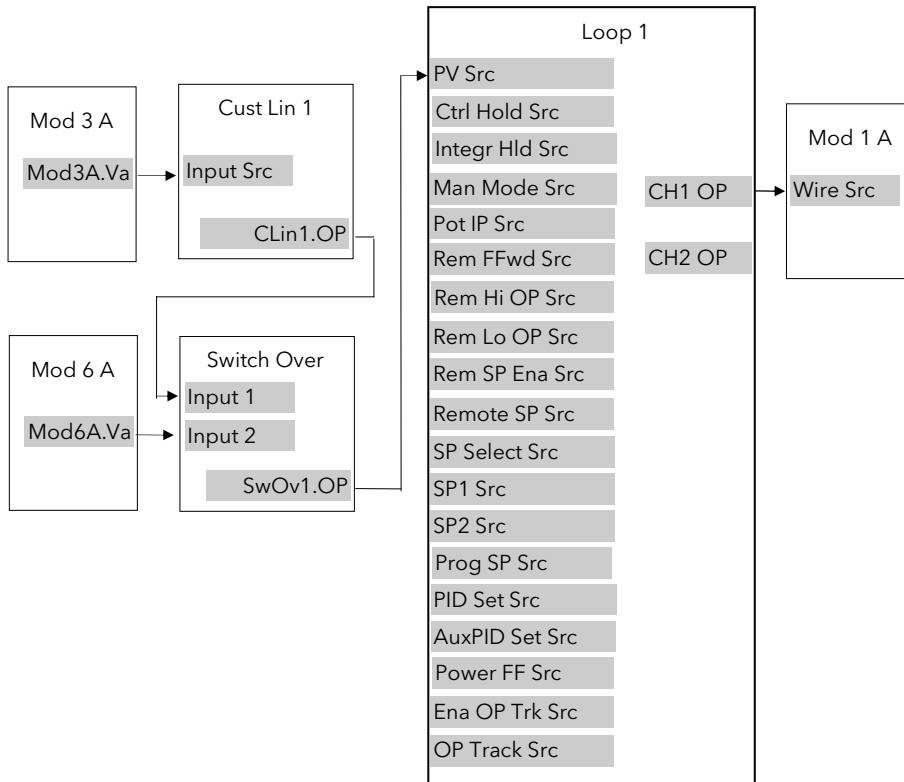 Mod 3 A
Mod3A.Va
Cust Lin 1
Input Src
CLin1.OP
Mod 6 A
Mod6A.Va
Switch Over
Input 1
Input 2
SwOv1.OP
Loop 1
PV Src
Ctrl Hold Src
Integr Hld Src
Man Mode Src
Pot IP Src
Rem FFwd Src
Rem Hi OP Src
Rem Lo OP Src
Rem SP Ena Src
Remote SP Src
SP Select Src
SP1 Src
SP2 Src
Prog SP Src
PID Set Src
AuxPID Set Src
Power FF Src
Ena OP Trk Src
OP Track Src
CH1 OP
CH2 OP
Mod 1 A
Wire Src